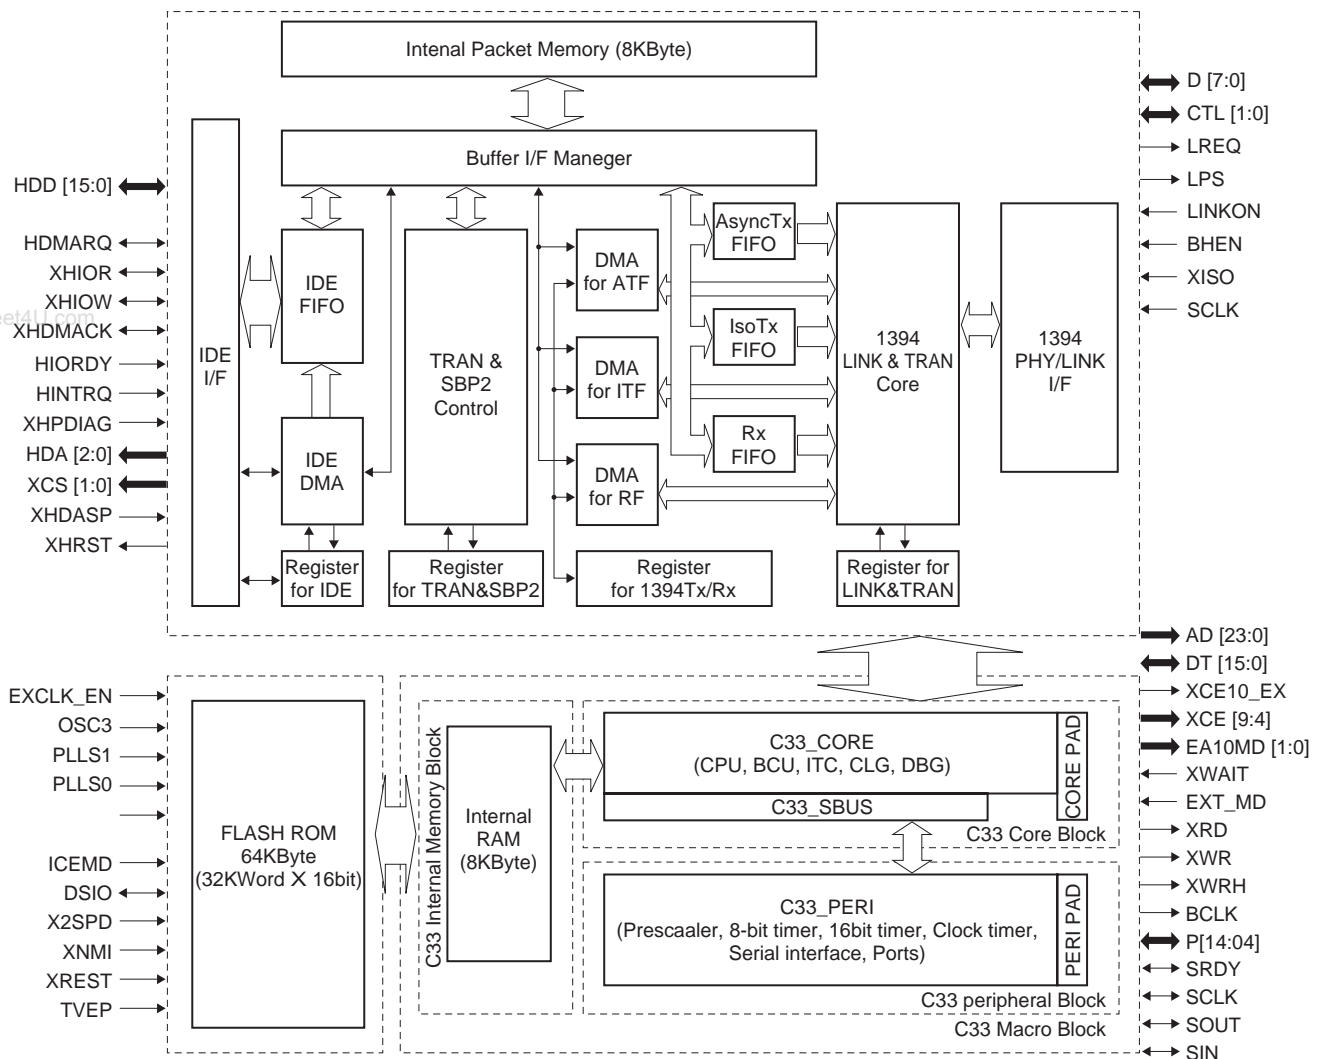 Intenal Packet Memory (8KByte)
Buffer I/F Maneger
HDD [15:0]
HDMARQ
XHIOR
XHIOW
XHDMACK
HIORDY
HINTRQ
XHPDIAG
HDA [2:0]
XCS [1:0]
XHDASP
XHRST
eet4U.com
IDE
I/F
IDE
FIFO
IDE
DMA
Register
for IDE
TRAN &
SBP2
Control
Register
for TRAN&SBP2
DMA
for ATF
DMA
for ITF
DMA
for RF
Register
for 1394Tx/Rx
AsyncTx
FIFO
IsoTx
FIFO
Rx
FIFO
1394
LINK & TRAN
Core
Register for
LINK&TRAN
1394
PHY/LINK
I/F
D [7:0]
CTL [1:0]
LREQ
LPS
LINKON
BHEN
XISO
SCLK
EXCLK_EN
OSC3
PLLS1
PLLS0
ICEMD
DSIO
X2SPD
XNMI
XREST
TVEP
FLASH ROM
64KByte
(32KWord X 16bit)
C33 Internal Memory Block
Internal
RAM
(8KByte)
C33_CORE
(CPU, BCU, ITC, CLG, DBG)
CORE PAD
C33_SBUS
C33 Core Block
C33_PERI
(Prescaaler, 8-bit timer, 16bit timer, Clock timer,
Serial interface, Ports)
PERI PAD
C33 peripheral Block
C33 Macro Block
AD [23:0]
DT [15:0]
XCE10_EX
XCE [9:4]
EA10MD [1:0]
XWAIT
EXT_MD
XRD
XWR
XWRH
BCLK
P[14:04]
SRDY
SCLK
SOUT
SIN